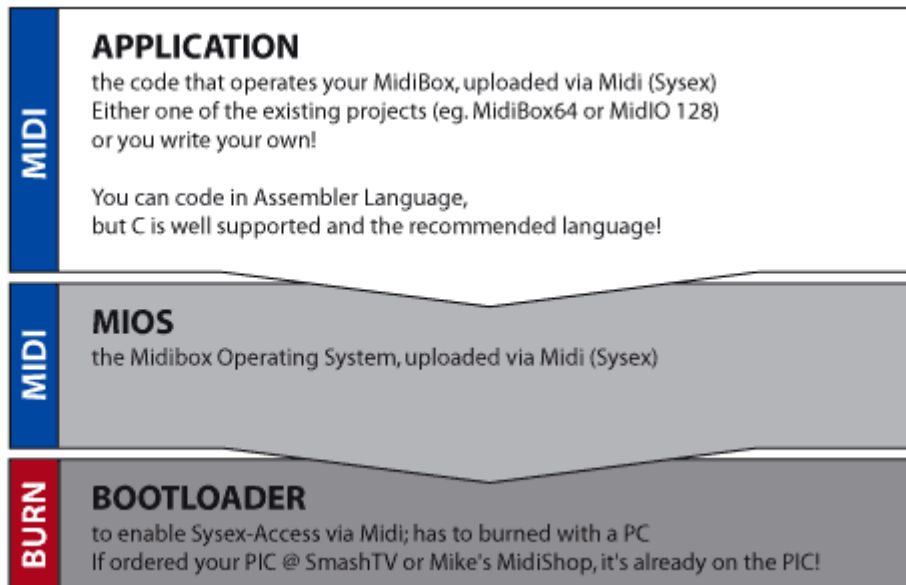 MIDI
APPLICATION
the code that operates your MidiBox, uploaded via Midi (Sysex)
Either one of the existing projects (eg. MidiBox64 or MidIO 128)
or you write your own!
You can code in Assembler Language,
but C is well supported and the recommended language!
MIDI
MIOS
the Midibox Operating System, uploaded via Midi (Sysex)
BURN
BOOTLOADER
to enable Sysex-Access via Midi; has to burned with a PC
If ordered your PIC @ SmashTV or Mike's MidiShop, it's already on the PIC!